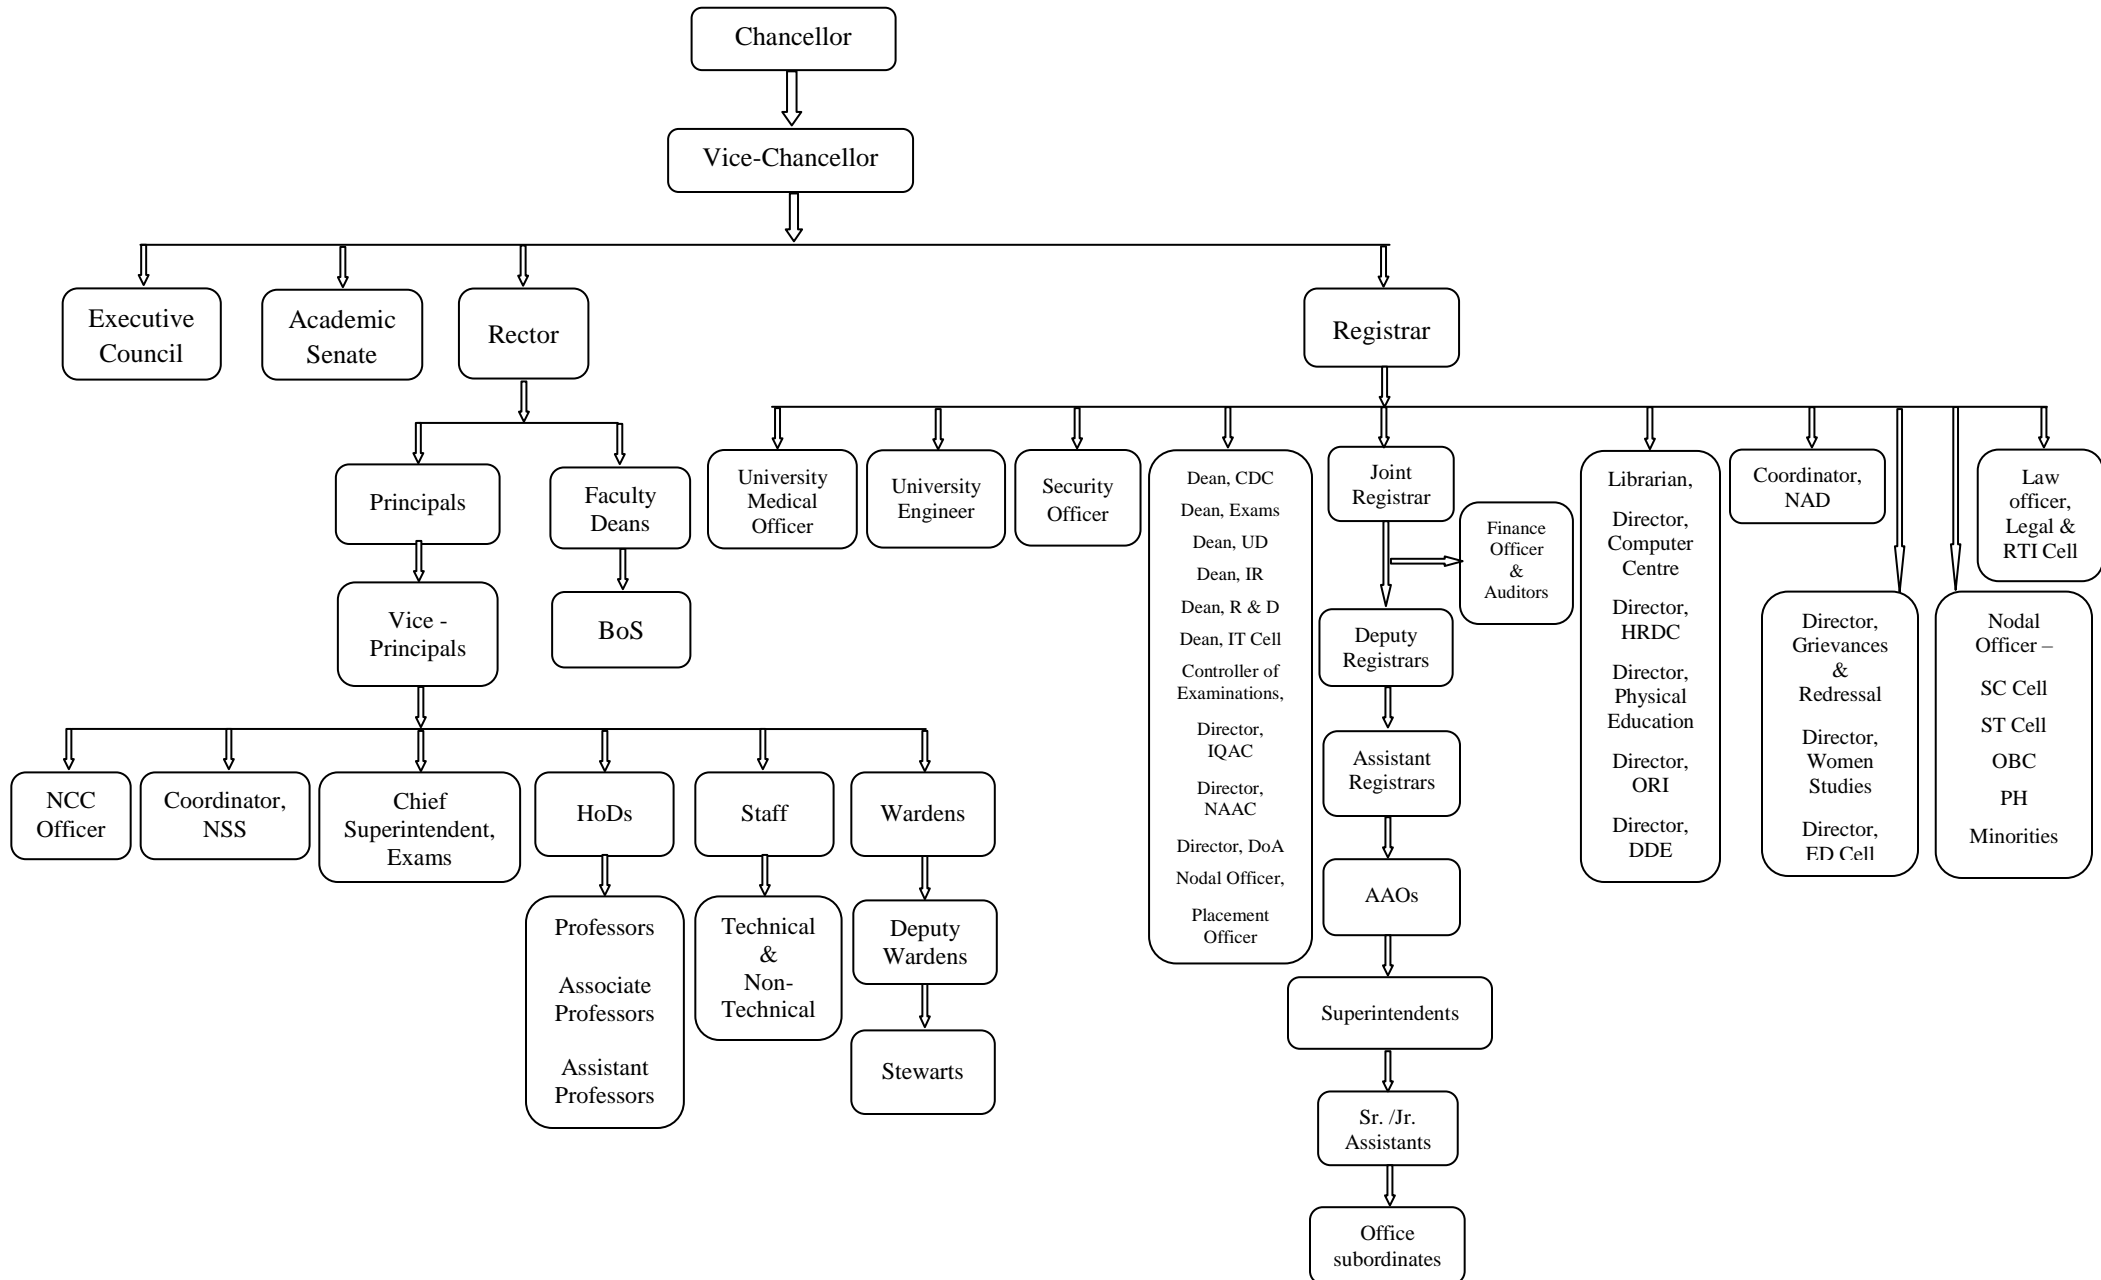 Chancellor
Vice-Chancellor
Executive
Council
Academic
Senate
Rector
Registrar
Principals
Faculty
Deans
Vice -
Principals
BoS
NCC
Officer
Coordinator,
NSS
Chief
Superintendent,
Exams
HoDs
Staff
Wardens
Professors
Associate
Professors
Assistant
Professors
Technical
&
Non-
Technical
Deputy
Wardens
Stewarts
University
Medical
Officer
University
Engineer
Security
Officer
Dean, CDC
Dean, Exams
Dean, UD
Dean, IR
Dean, R & D
Dean, IT Cell
Controller of
Examinations,
Director,
IQAC
Director,
NAAC
Director, DoA
Nodal Officer,
Placement
Officer
Joint
Registrar
Finance
Officer
&
Auditors
Deputy
Registrars
Assistant
Registrars
AAOs
Superintendents
Sr. /Jr.
Assistants
Office
subordinates
Librarian,
Director,
Computer
Centre
Director,
HRDC
Director,
Physical
Education
Director,
ORI
Director,
DDE
Coordinator,
NAD
Director,
Grievances
&
Redressal
Director,
Women
Studies
Director,
ED Cell
Nodal
Officer –
SC Cell
ST Cell
OBC
PH
Minorities
Law
officer,
Legal &
RTI Cell